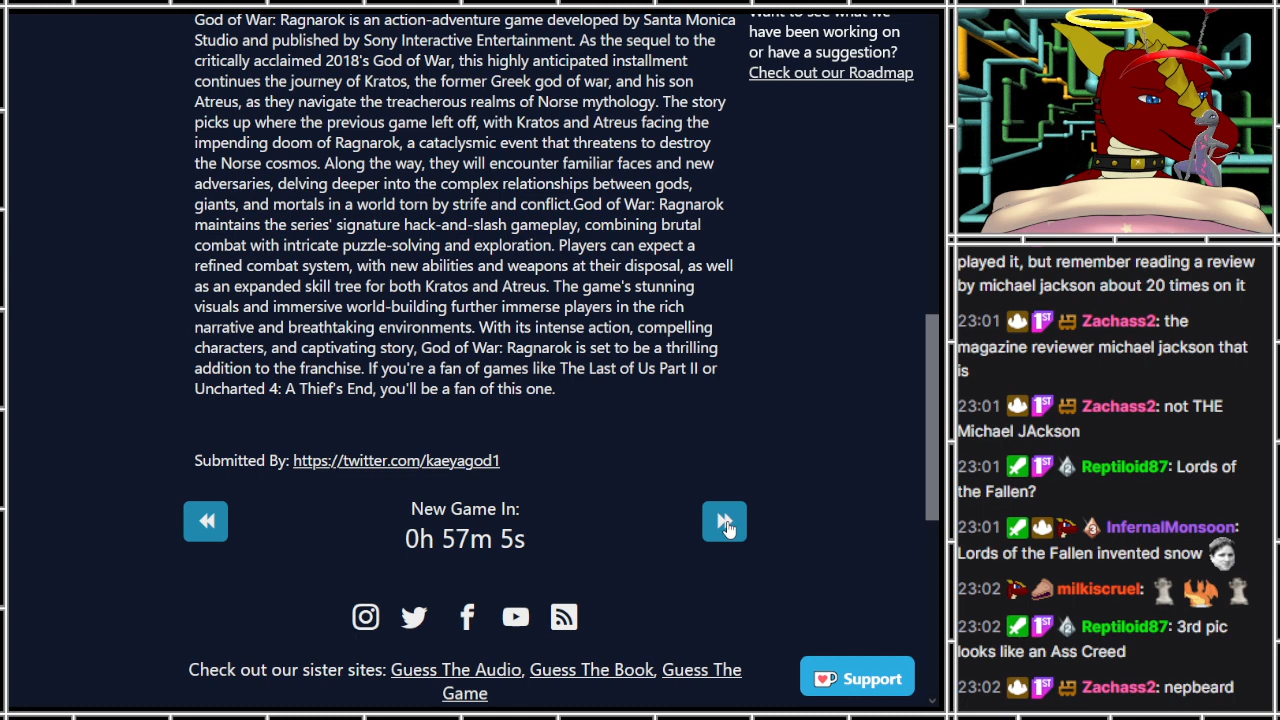 God of War: Ragnarok is an action-adventure game developed by Santa Monica
Studio and published by Sony Interactive Entertainment. As the sequel to the
critically acclaimed 2018's God of War, this highly anticipated installment
continues the journey of Kratos, the former Greek god of war, and his son
Atreus, as they navigate the treacherous realms of Norse mythology. The story
picks up where the previous game left off, with Kratos and Atreus facing the
impending doom of Ragnarok, a cataclysmic event that threatens to destroy
the Norse cosmos. Along the way, they will encounter familiar faces and new
adversaries, delving deeper into the complex relationships between gods,
giants, and mortals in a world torn by strife and conflict.God of War: Ragnarok
maintains the series' signature hack-and-slash gameplay, combining brutal
combat with intricate puzzle-solving and exploration. Players can expect a
refined combat system, with new abilities and weapons at their disposal, as well
as an expanded skill tree for both Kratos and Atreus. The game's stunning
visuals and immersive world-building further immerse players in the rich
narrative and breathtaking environments. With its intense action, compelling
characters, and captivating story, God of War: Ragnarok is set to be a thrilling
addition to the franchise. If you're a fan of games like The Last of Us Part II or
Uncharted 4: A Thief's End, you'll be a fan of this one.
Submitted By: https://twitter.com/kaeyagod1
New Game In:
0h 57m 5s
Check out our sister sites: Guess The Audio, Guess The Book, Guess The
Game
Support
Want to see what we
have been working on
or have a suggestion?
Check out our Roadmap
played it, but remember reading a review
by michael jackson about 20 times on it
23:01 1ST Zachass2: the
magazine reviewer michael jackson that
is
23:01 1ST Zachass2: not THE
Michael JAckson
23:01 1ST 2 Reptiloid87: Lords of
the Fallen?
23:01 3 InfernalMonsoon:
Lords of the Fallen invented snow
23:02 milkiscruel:
23:02 1ST 2 Reptiloid87: 3rd pic
looks like an Ass Creed
23:02 1ST Zachass2: nepbeard